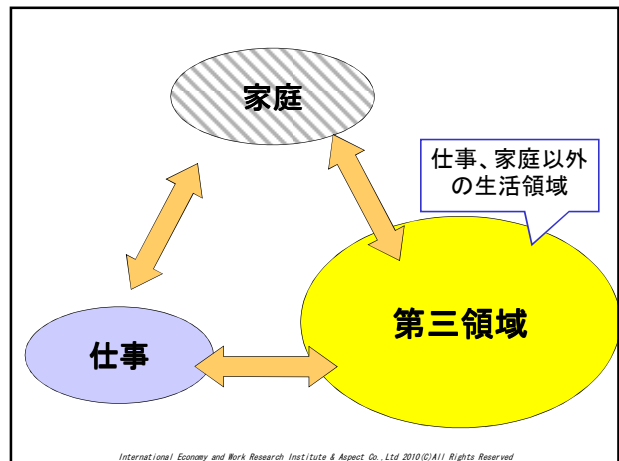 家庭
仕事、家庭以外
の生活領域
第三領域
仕事
International Economy and Work Research Institute & Aspect Co.,Ltd 2010(C)All Rights Reserved